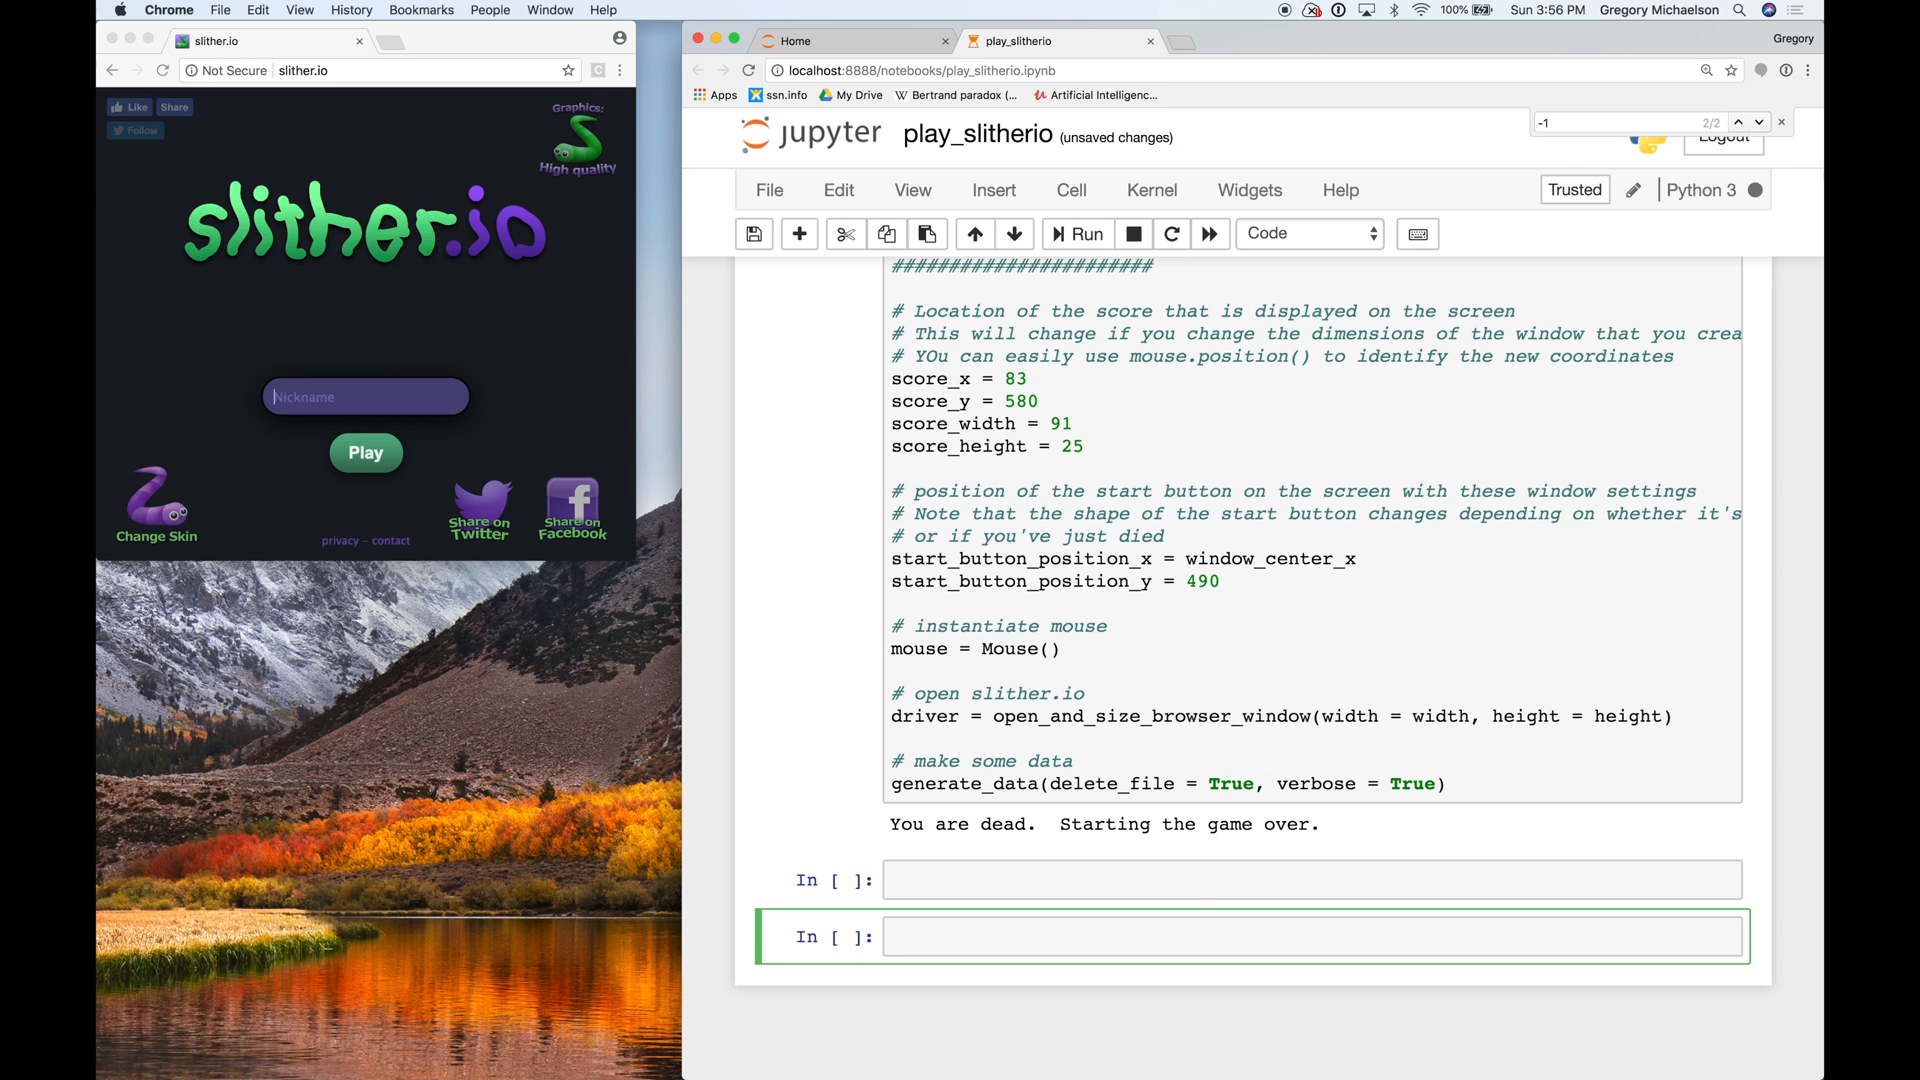 Chrome File Edit View History Bookmarks People Window Help
100% Sun 3:56 PM Gregory Michaelson
slither.io
Not Secure slither.io
Like Share
Follow
Graphics:
High quality
slither.io
Nickname
Play
Change Skin
privacy - contact
Share on
Twitter
Share on
Facebook
Home play_slitherio Gregory
localhost:8888/notebooks/play_slitherio.ipynb
Apps ssn.info My Drive Bertrand paradox (... Artificial Intelligenc...
-1 2/2
jupyter play_slitherio (unsaved changes) Logout
File Edit View Insert Cell Kernel Widgets Help Trusted Python 3
Run Code
#######################
# Location of the score that is displayed on the screen
# This will change if you change the dimensions of the window that you crea
# YOu can easily use mouse.position() to identify the new coordinates
score_x = 83
score_y = 580
score_width = 91
score_height = 25
# position of the start button on the screen with these window settings
# Note that the shape of the start button changes depending on whether it's
# or if you've just died
start_button_position_x = window_center_x
start_button_position_y = 490
# instantiate mouse
mouse = Mouse()
# open slither.io
driver = open_and_size_browser_window(width = width, height = height)
# make some data
generate_data(delete_file = True, verbose = True)
You are dead.  Starting the game over.
In [ ]:
In [ ]: